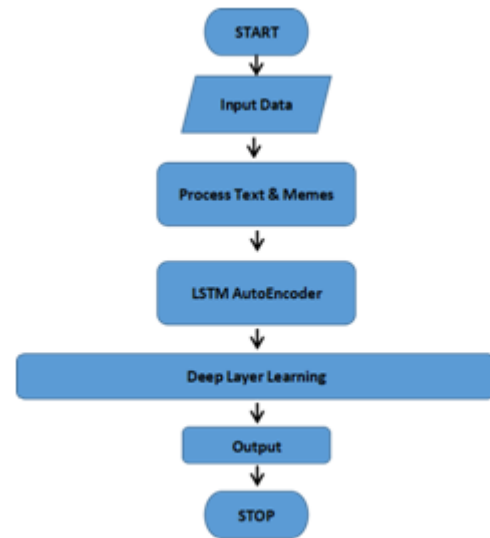 START
Input Data
Process Text & Memes
LSTM AutoEncoder
Deep Layer Learning
Output
STOP